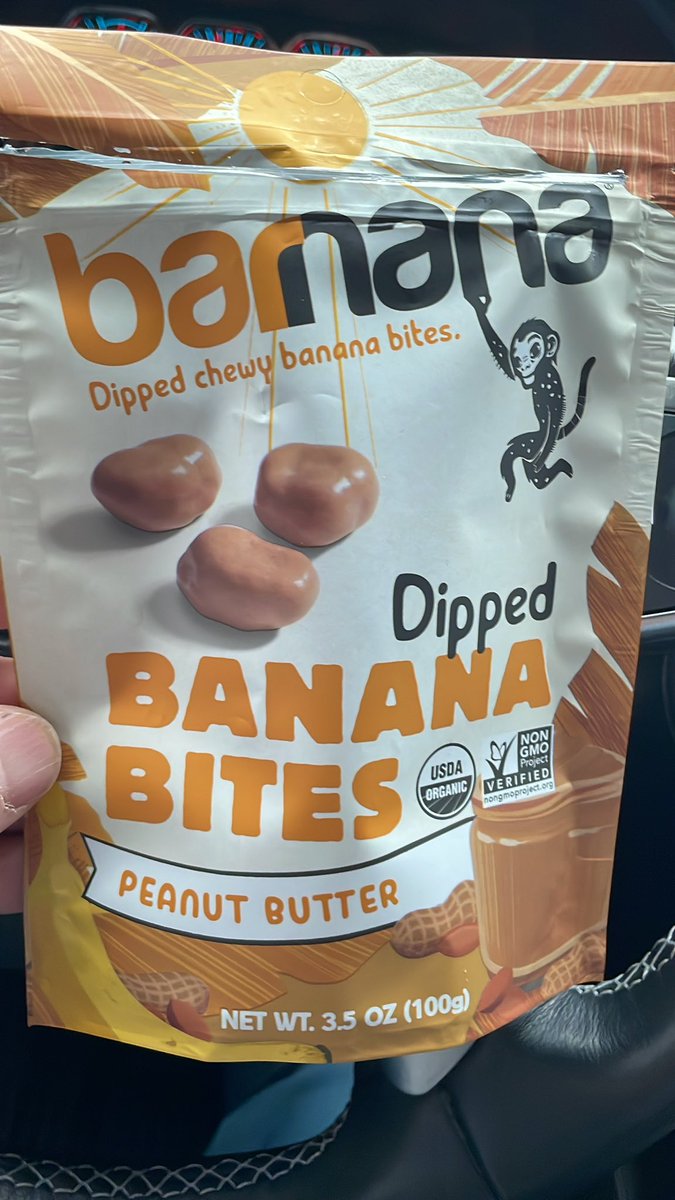 barnana®
Dipped chewy banana bites.
Dipped
BANANA
BITES
USDA
ORGANIC
NON
GMO
Project
VERIFIED
nongmoproject.org
PEANUT BUTTER
NET WT. 3.5 OZ (100g)